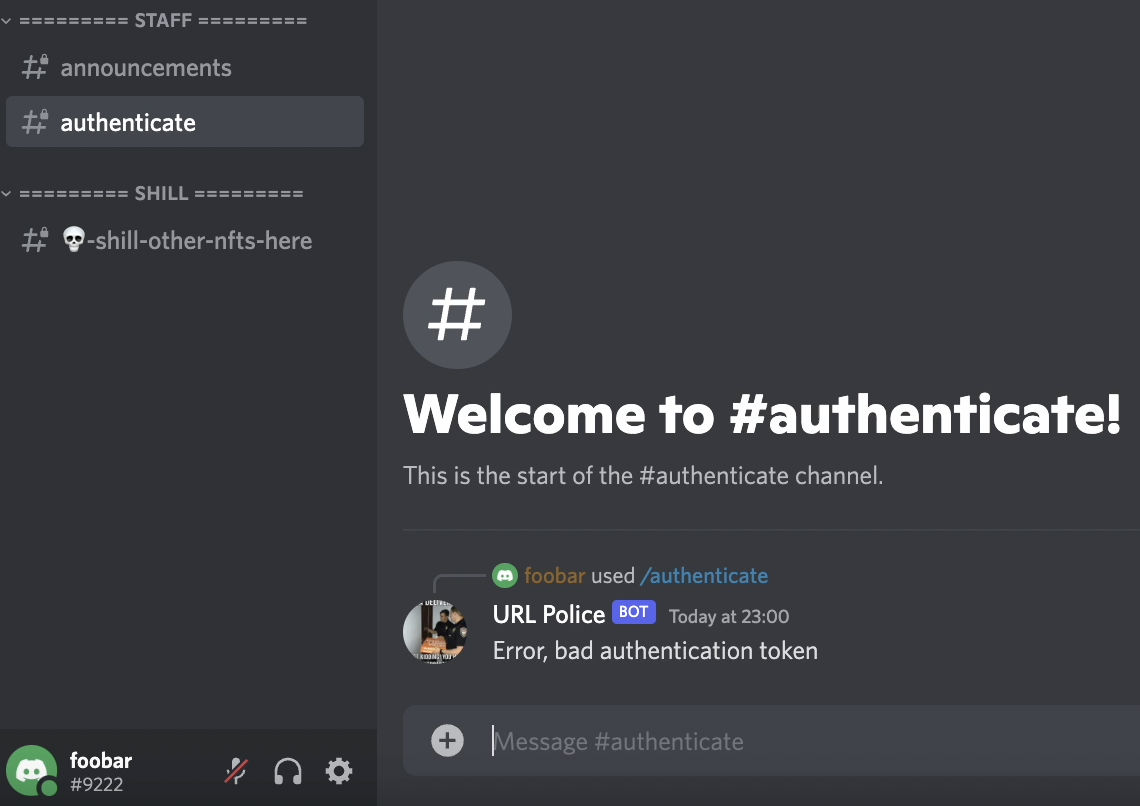 ========= STAFF =========
announcements
authenticate
========= SHILL =========
💀-shill-other-nfts-here
foobar
#9222
Welcome to #authenticate!
This is the start of the #authenticate channel.
foobar used /authenticate
URL Police BOT Today at 23:00
Error, bad authentication token
Message #authenticate